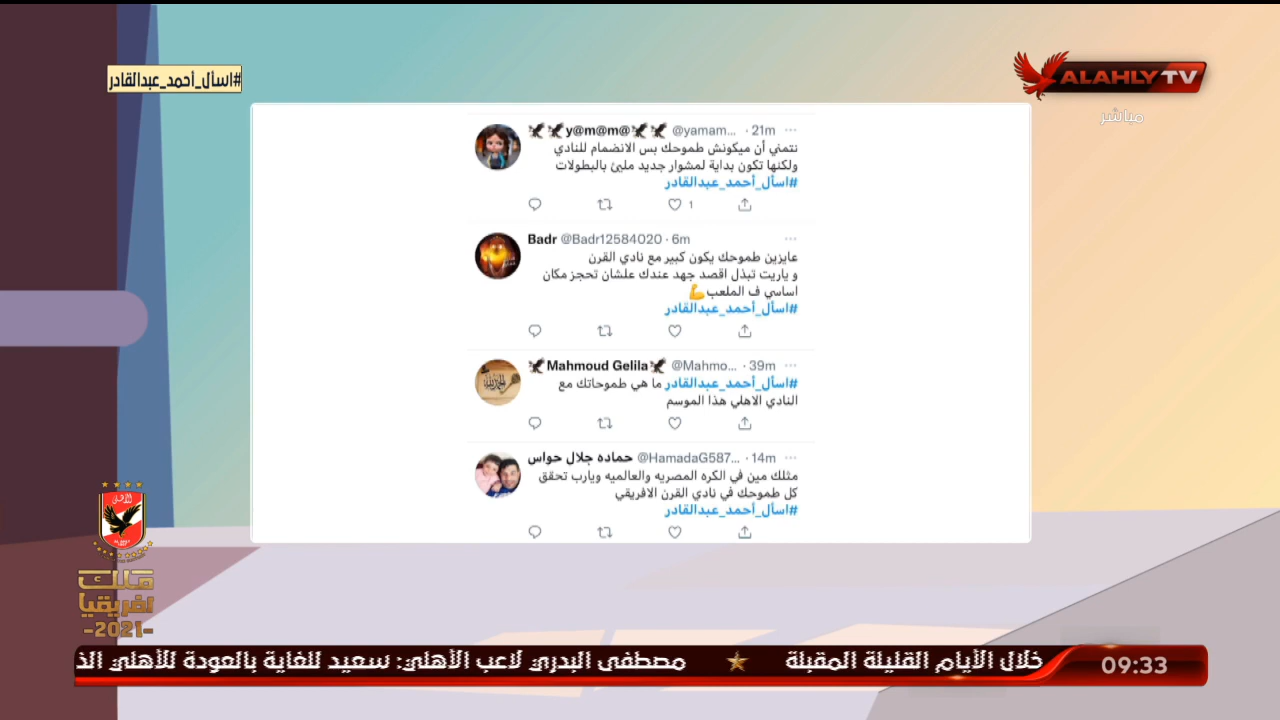 #اسأل_أحمد_عبدالقادر
ALAHLY TV
مباشر
y@m@m@ @yamam... · 21m
نتمني أن ميكونش طموحك بس الانضمام للنادي
ولكنها تكون بداية لمشوار جديد مليئ بالبطولات
#اسأل_أحمد_عبدالقادر
1
Badr @Badr12584020 · 6m
عايزين طموحك يكون كبير مع نادي القرن
و ياريت تبذل اقصد جهد عندك علشان تحجز مكان
اساسي ف الملعب💪
#اسأل_أحمد_عبدالقادر
Mahmoud Gelila @Mahmo... · 39m
#اسأل_أحمد_عبدالقادر ما هي طموحاتك مع
النادي الاهلي هذا الموسم
حماده جلال حواس @HamadaG587... · 14m
مثلك مين في الكره المصريه والعالميه ويارب تحقق
كل طموحك في نادي القرن الافريقي
#اسأل_أحمد_عبدالقادر
ملك
افريقيا
-2021-
خلال الأيام القليلة المقبلة ★ مصطفى البدري لاعب الأهلي: سعيد للغاية بالعودة للأهلي الذ
09:33